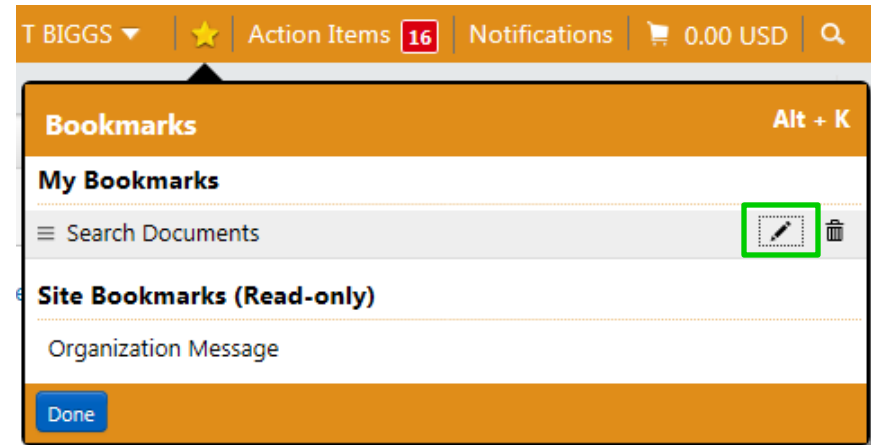 T BIGGS Action Items 16 Notifications 0.00 USD
Bookmarks Alt + K
My Bookmarks
Search Documents
Site Bookmarks (Read-only)
Organization Message
Done